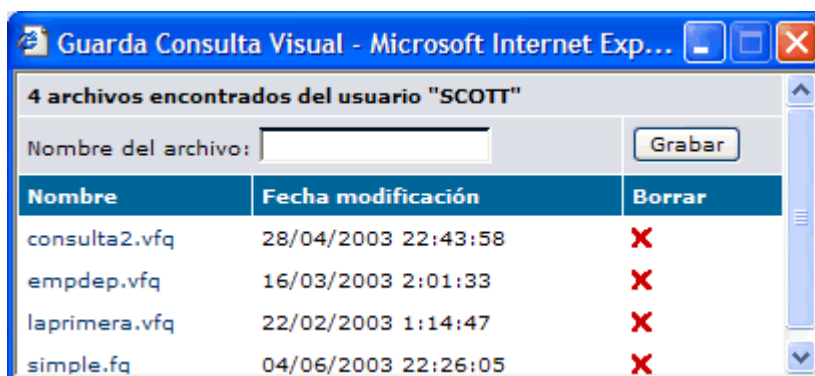 Guarda Consulta Visual - Microsoft Internet Exp...
4 archivos encontrados del usuario "SCOTT"
Nombre del archivo: Grabar
Nombre Fecha modificación Borrar
consulta2.vfq 28/04/2003 22:43:58
empdep.vfq 16/03/2003 2:01:33
laprimera.vfq 22/02/2003 1:14:47
simple.fq 04/06/2003 22:26:05